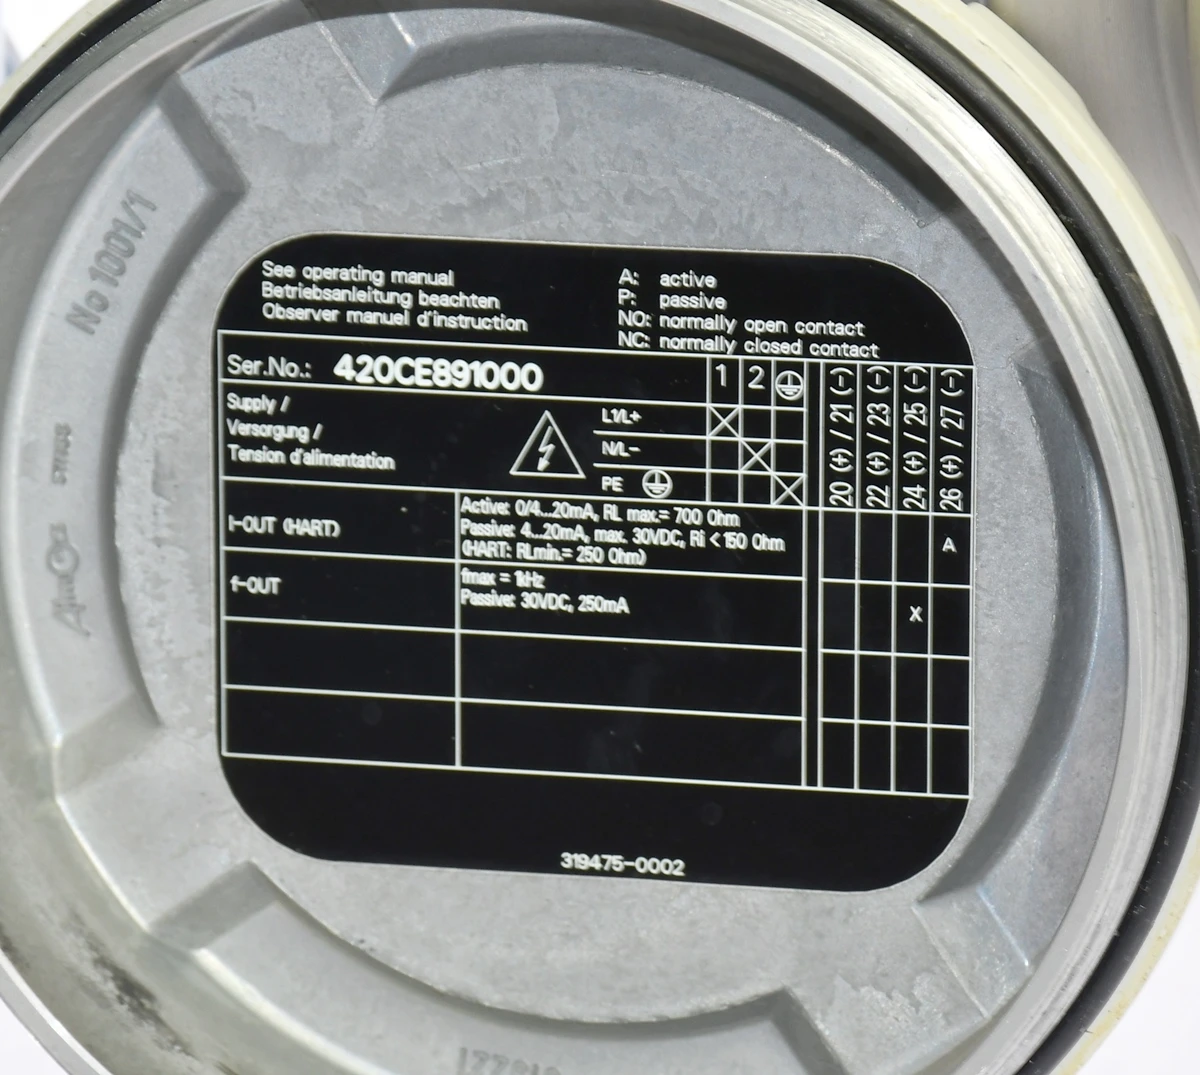 No 1001/1
See operating manual
Betriebsanleitung beachten
Observer manuel d'instruction
A: active
P: passive
NO: normally open contact
NC: normally closed contact
Ser.No.: 420CE891000
1 2
20 (+) / 21 (-)
22 (+) / 23 (-)
24 (+) / 25 (-)
26 (+) / 27 (-)
Supply /
Versorgung /
Tension d'alimentation
L1/L+
N/L-
PE
I-OUT (HART)
Active: 0/4...20mA, RL max.= 700 Ohm
Passive: 4...20mA, max. 30VDC, Ri < 150 Ohm
(HART: RLmin.= 250 Ohm)
A
f-OUT
fmax = 1kHz
Passive: 30VDC, 250mA
X
319475-0002